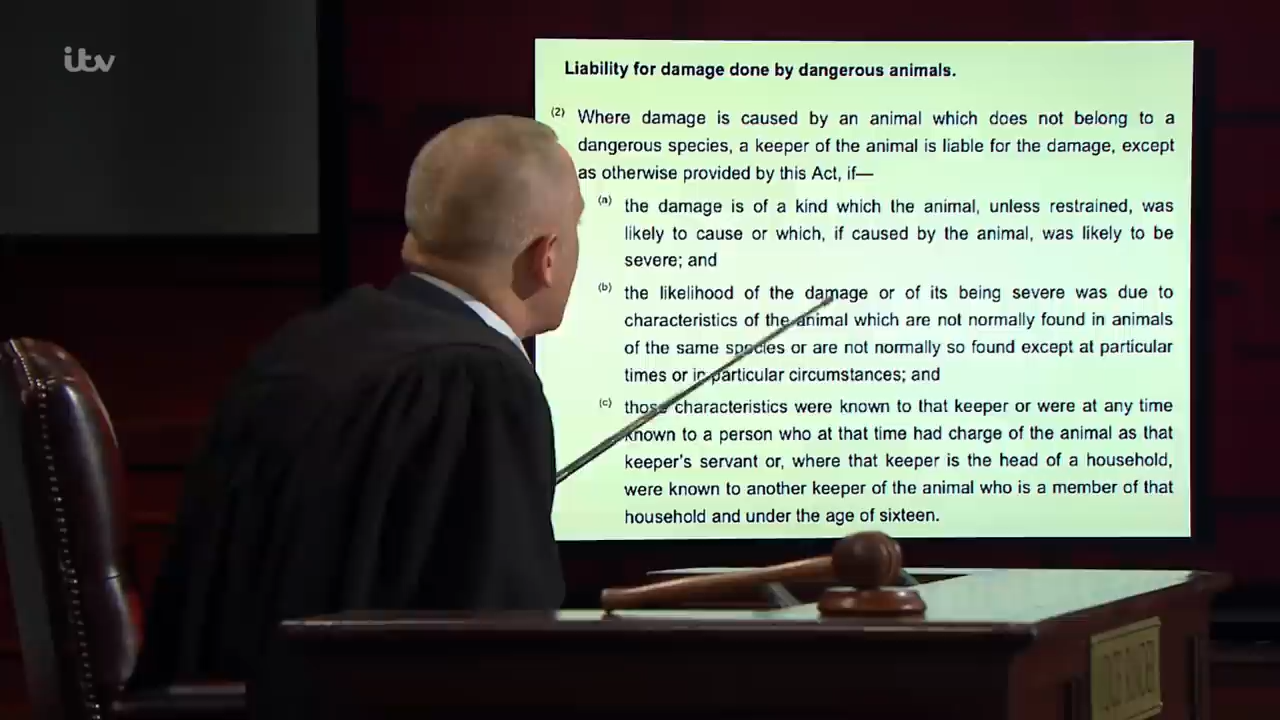 itv
Liability for damage done by dangerous animals.
(2) Where damage is caused by an animal which does not belong to a
dangerous species, a keeper of the animal is liable for the damage, except
as otherwise provided by this Act, if—
(a) the damage is of a kind which the animal, unless restrained, was
likely to cause or which, if caused by the animal, was likely to be
severe; and
(b) the likelihood of the damage or of its being severe was due to
characteristics of the animal which are not normally found in animals
of the same species or are not normally so found except at particular
times or in particular circumstances; and
(c) those characteristics were known to that keeper or were at any time
known to a person who at that time had charge of the animal as that
keeper's servant or, where that keeper is the head of a household,
were known to another keeper of the animal who is a member of that
household and under the age of sixteen.